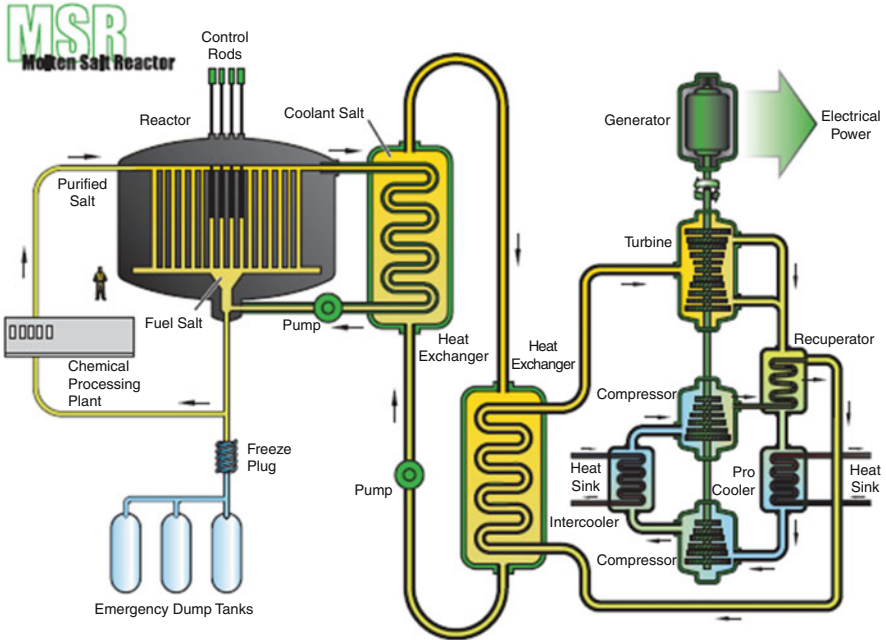 MSR
Molten Salt Reactor
Control
Rods
Reactor
Coolant Salt
Purified
Salt
Fuel Salt
Pump
Chemical
Processing
Plant
Freeze
Plug
Emergency Dump Tanks
Heat
Exchanger
Pump
Heat
Exchanger
Generator
Electrical
Power
Turbine
Recuperator
Compressor
Heat
Sink
Intercooler
Pro
Cooler
Heat
Sink
Compressor